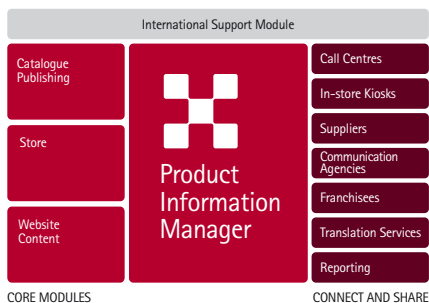 International Support Module
Catalogue
Publishing
Store
Website
Content
Product
Information
Manager
Call Centres
In-store Kiosks
Suppliers
Communication
Agencies
Franchisees
Translation Services
Reporting
CORE MODULES
CONNECT AND SHARE